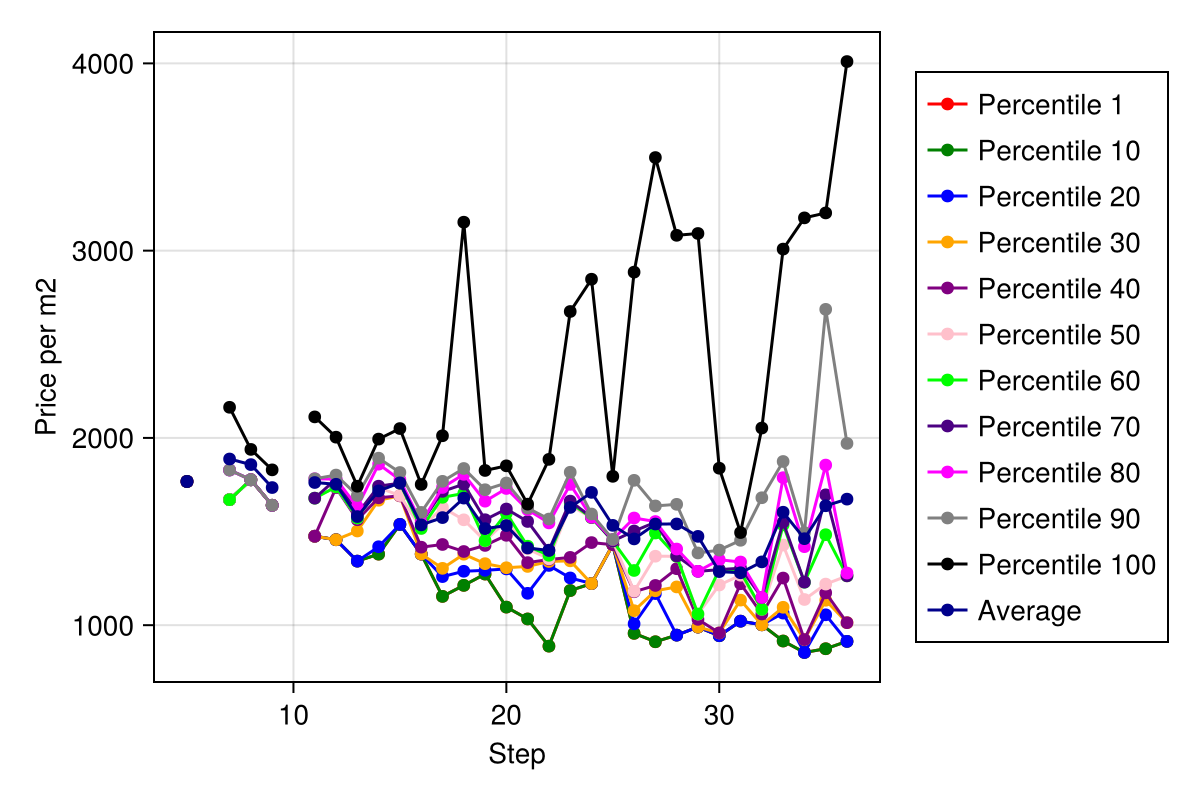 4000
3000
2000
1000
Price per m2
10
20
30
Step
Percentile 1
Percentile 10
Percentile 20
Percentile 30
Percentile 40
Percentile 50
Percentile 60
Percentile 70
Percentile 80
Percentile 90
Percentile 100
Average